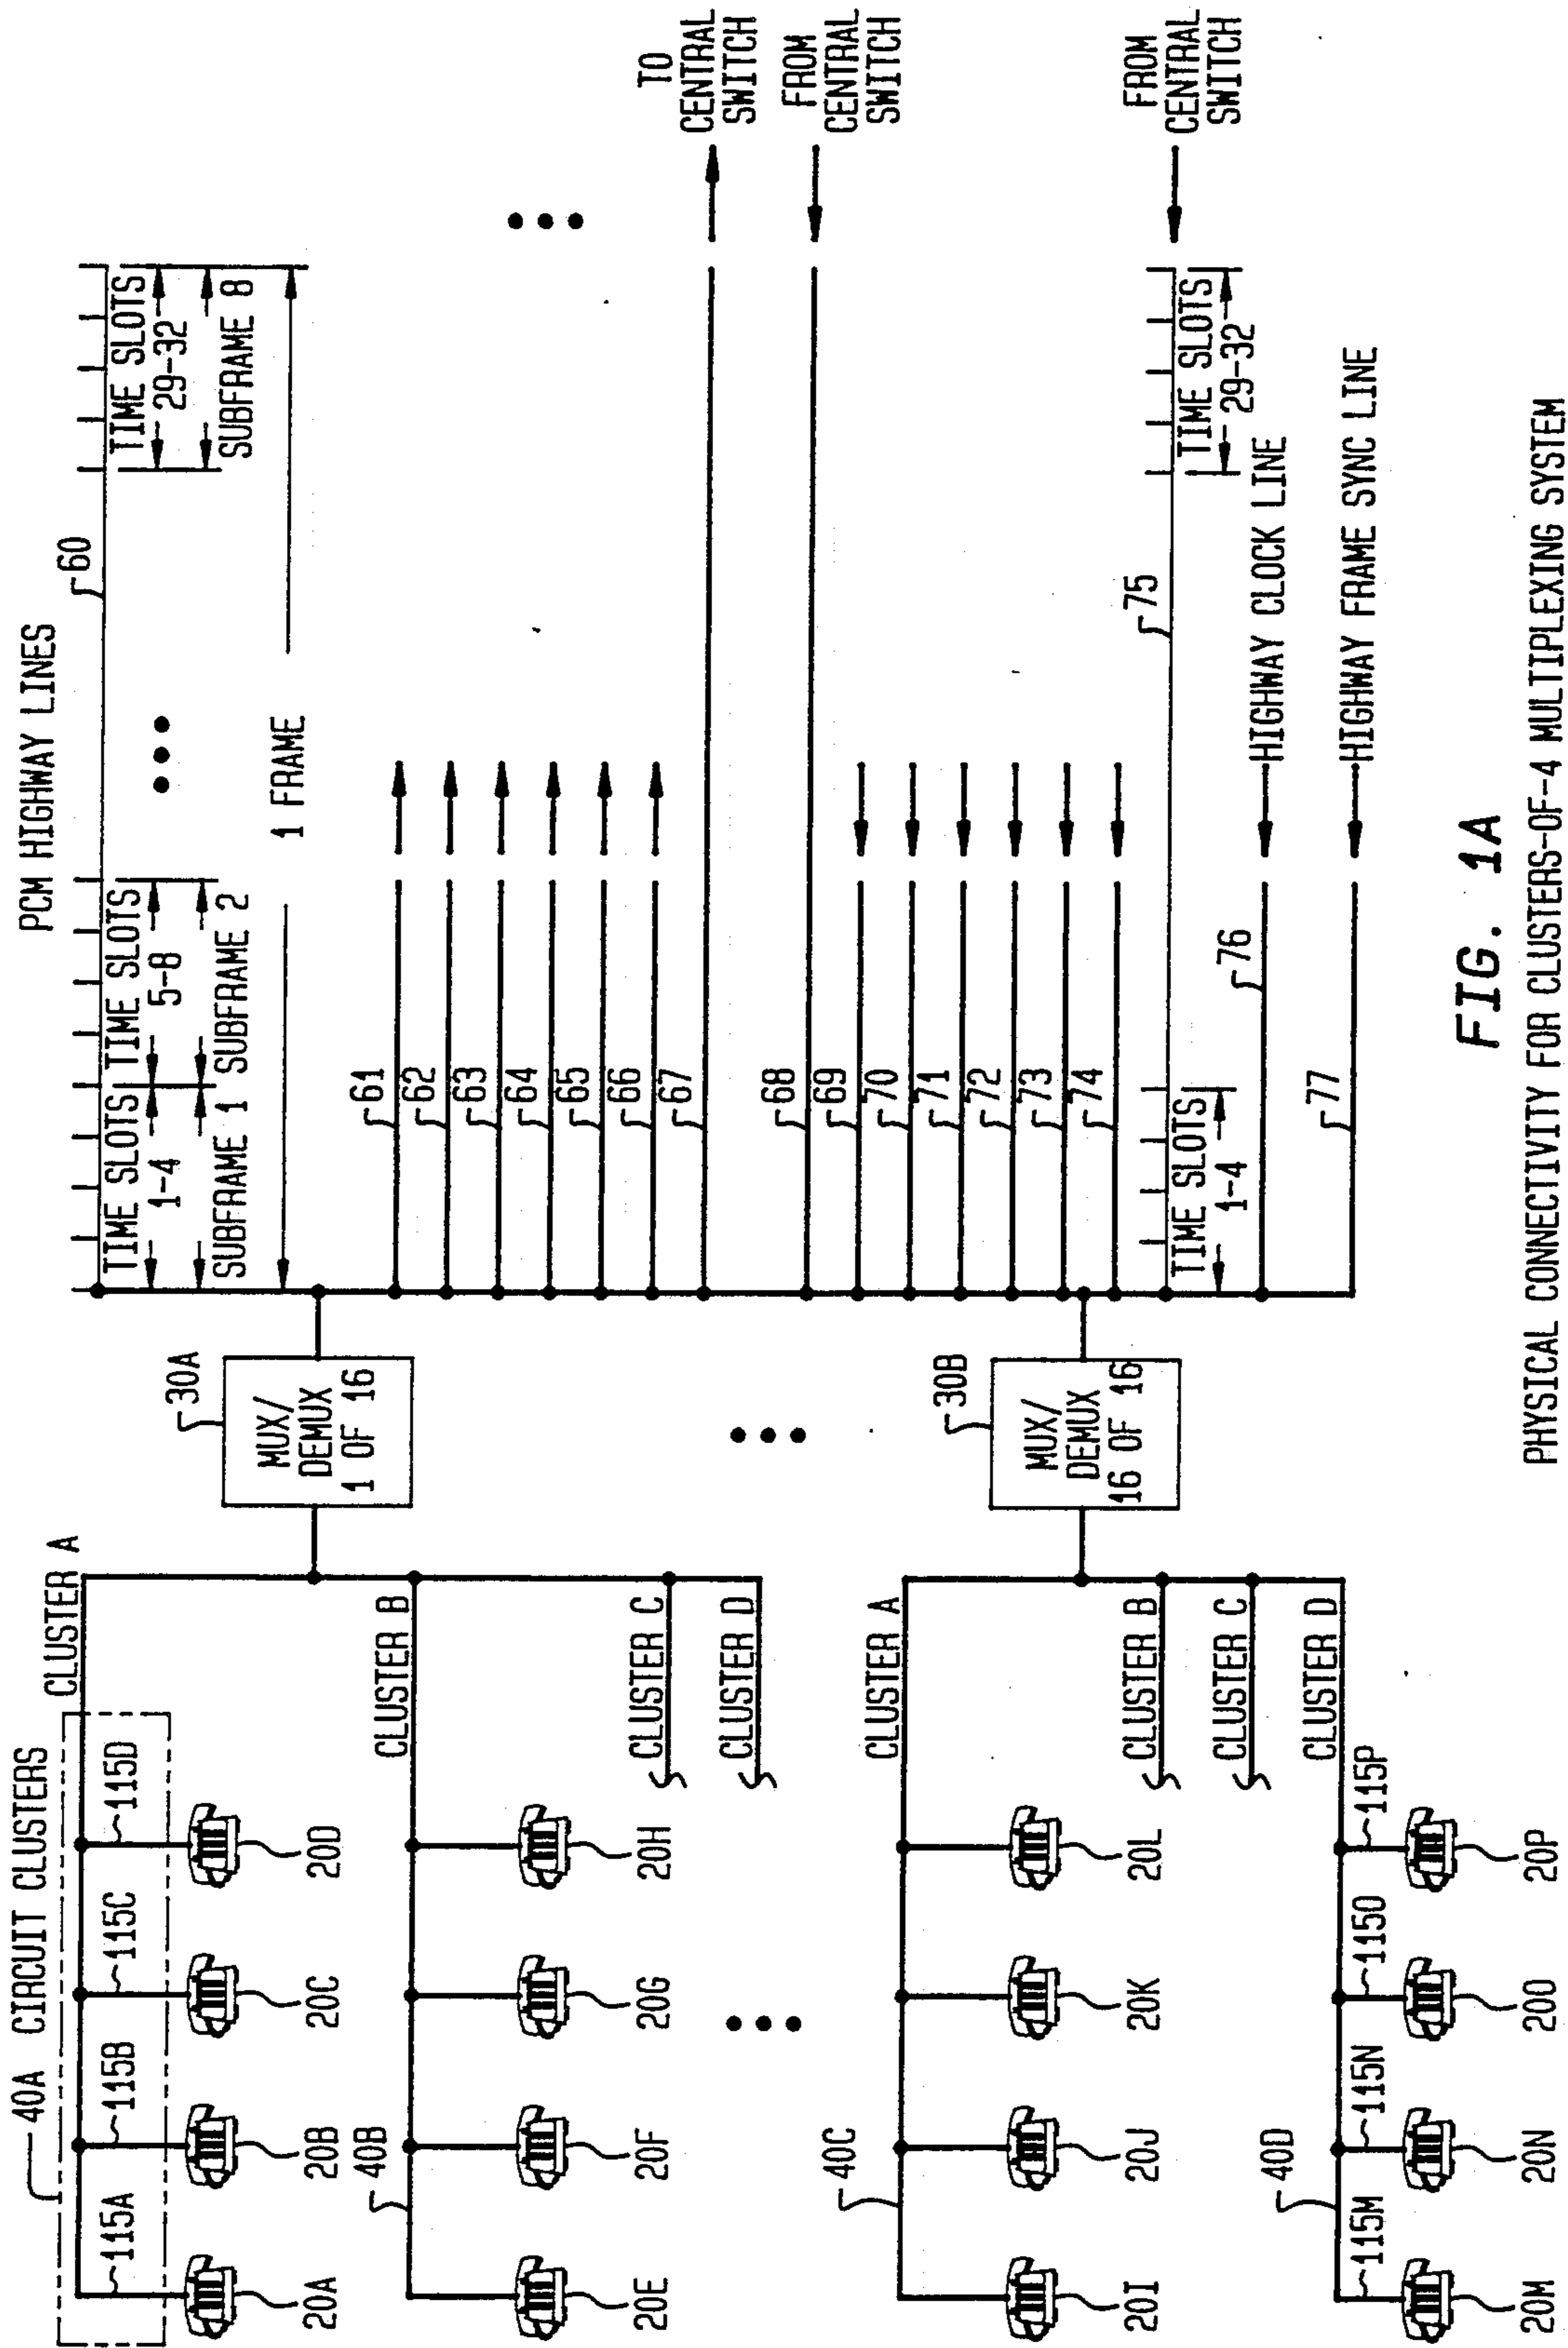 PCM HIGHWAY LINES
60
TIME SLOTS
1-4
SUBFRAME 1
TIME SLOTS
5-8
SUBFRAME 2
TIME SLOTS
29-32
SUBFRAME 8
1 FRAME
40A CIRCUIT CLUSTERS
CLUSTER A
115A
115B
115C
115D
20A
20B
20C
20D
30A
MUX/
DEMUX
1 OF 16
CLUSTER B
40B
20E
20F
20G
20H
CLUSTER C
CLUSTER D
61
62
63
64
65
66
67
TO
CENTRAL
SWITCH
68
FROM
CENTRAL
SWITCH
69
70
71
72
73
74
CLUSTER A
40C
20I
20J
20K
20L
30B
MUX/
DEMUX
16 OF 16
CLUSTER B
CLUSTER C
CLUSTER D
40D
115M
115N
115O
115P
20M
20N
20O
20P
75
TIME SLOTS
1-4
TIME SLOTS
29-32
FROM
CENTRAL
SWITCH
76
HIGHWAY CLOCK LINE
77
HIGHWAY FRAME SYNC LINE
FIG. 1A
PHYSICAL CONNECTIVITY FOR CLUSTERS-OF-4 MULTIPLEXING SYSTEM